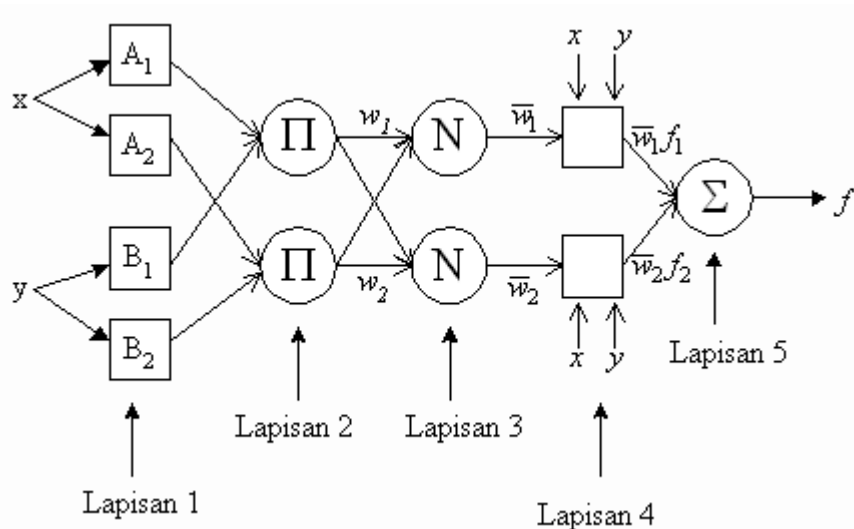 x y
A₁
x
A₂
Π w₁ N w̅₁ w̅₁f₁
Σ f
B₁
y
B₂
Π w₂ N w̅₂ w̅₂f₂
x y
Lapisan 5
Lapisan 2
Lapisan 3
Lapisan 1
Lapisan 4